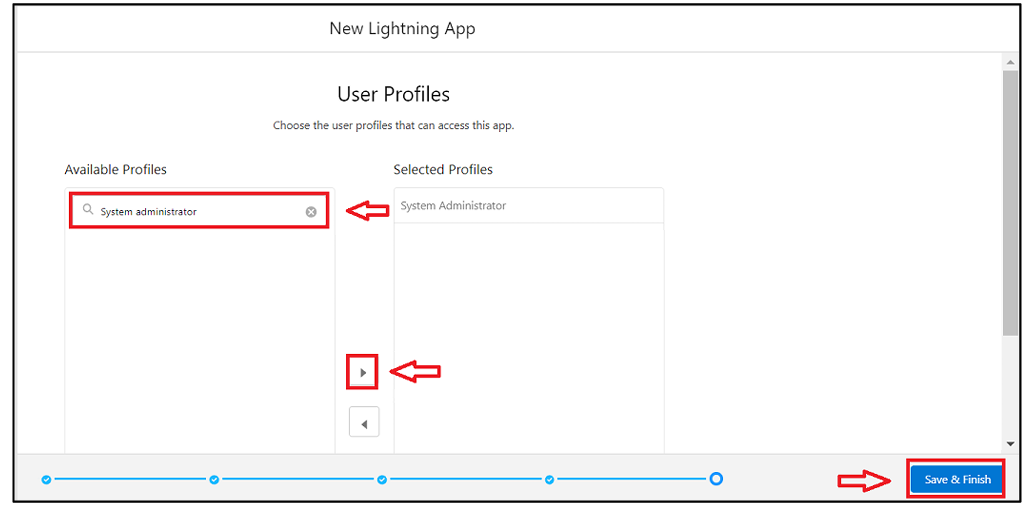 New Lightning App
User Profiles
Choose the user profiles that can access this app.
Available Profiles
Selected Profiles
System administrator
System Administrator
Save & Finish